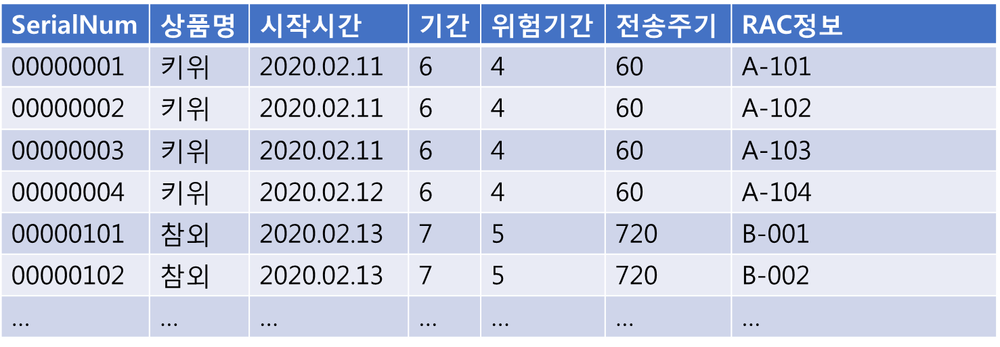 SerialNum 상품명 시작시간 기간 위험기간 전송주기 RAC정보
00000001 키위 2020.02.11 6 4 60 A-101
00000002 키위 2020.02.11 6 4 60 A-102
00000003 키위 2020.02.11 6 4 60 A-103
00000004 키위 2020.02.12 6 4 60 A-104
00000101 참외 2020.02.13 7 5 720 B-001
00000102 참외 2020.02.13 7 5 720 B-002
... ... ... ... ... ... ...